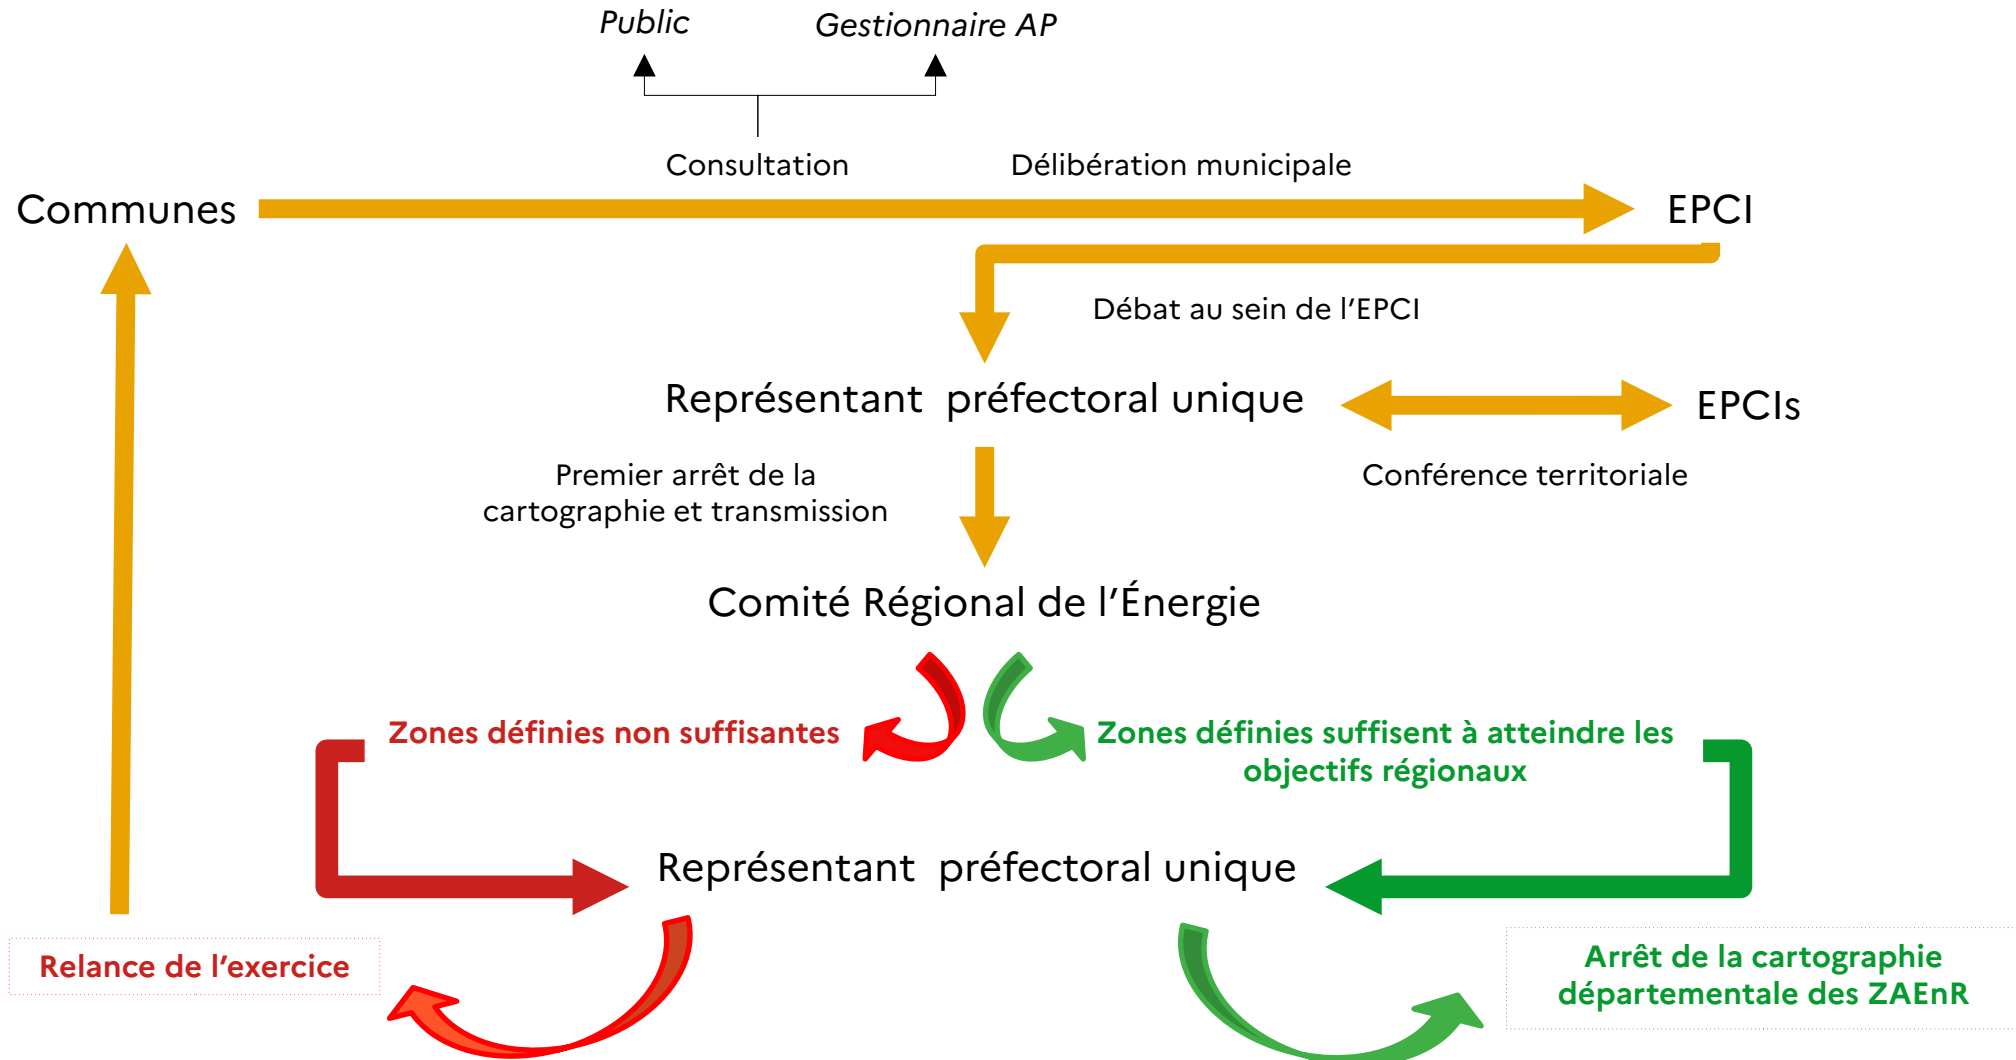 Public
Gestionnaire AP
Consultation
Délibération municipale
Communes
EPCI
Débat au sein de l'EPCI
Représentant préfectoral unique
EPCIs
Premier arrêt de la
cartographie et transmission
Conférence territoriale
Comité Régional de l'Énergie
Zones définies non suffisantes
Zones définies suffisent à atteindre les
objectifs régionaux
Représentant préfectoral unique
Relance de l'exercice
Arrêt de la cartographie
départementale des ZAEnR